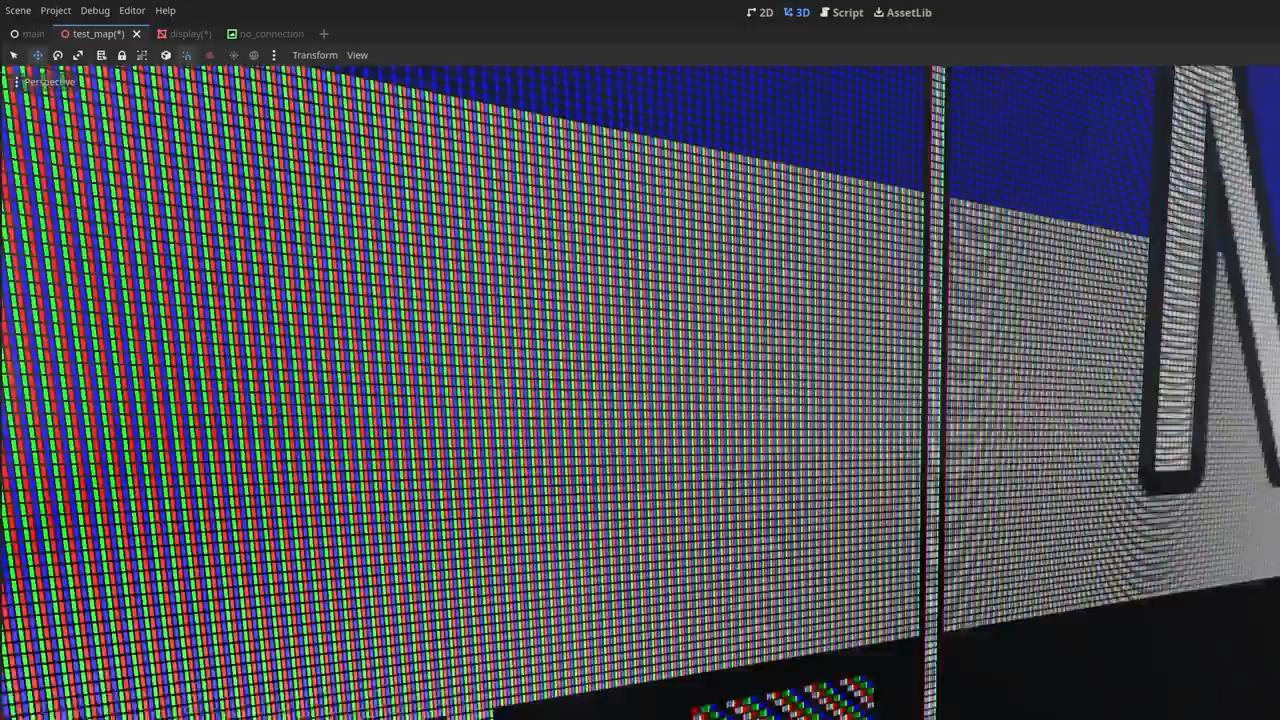 Scene Project Debug Editor Help
2D 3D Script AssetLib
main test_map(*) display(*) no_connection
Transform View
Perspective